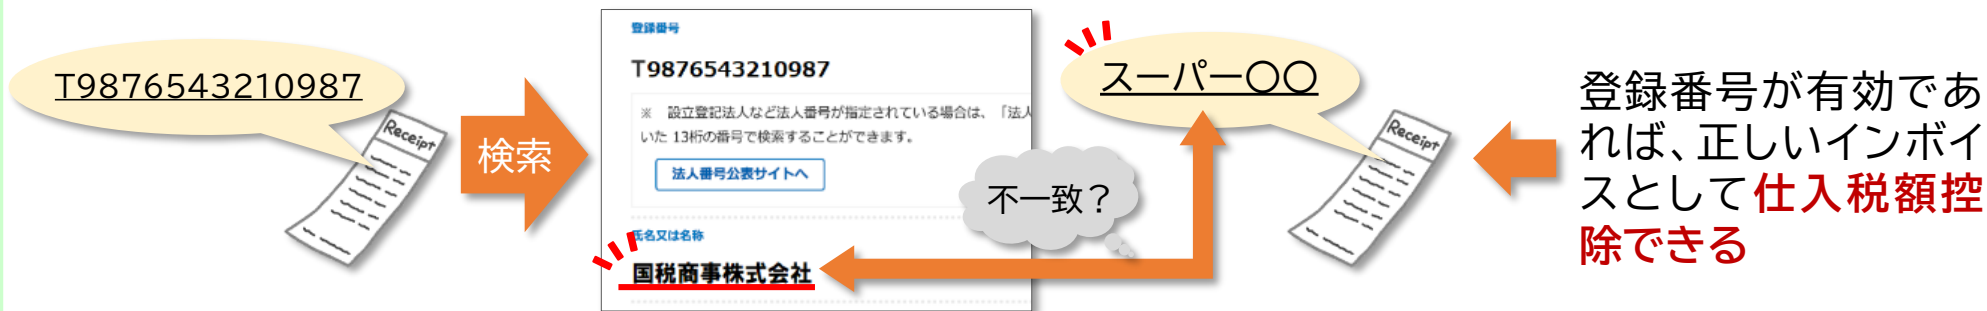 T9876543210987
Receipt
検索
登録番号
T9876543210987
※ 設立登記法人など法人番号が指定されている場合は、「法人
いた 13桁の番号で検索することができます。
法人番号公表サイトへ
氏名又は名称
国税商事株式会社
不一致？
スーパー〇〇
Receipt
登録番号が有効であ
れば、正しいインボイ
スとして仕入税額控
除できる